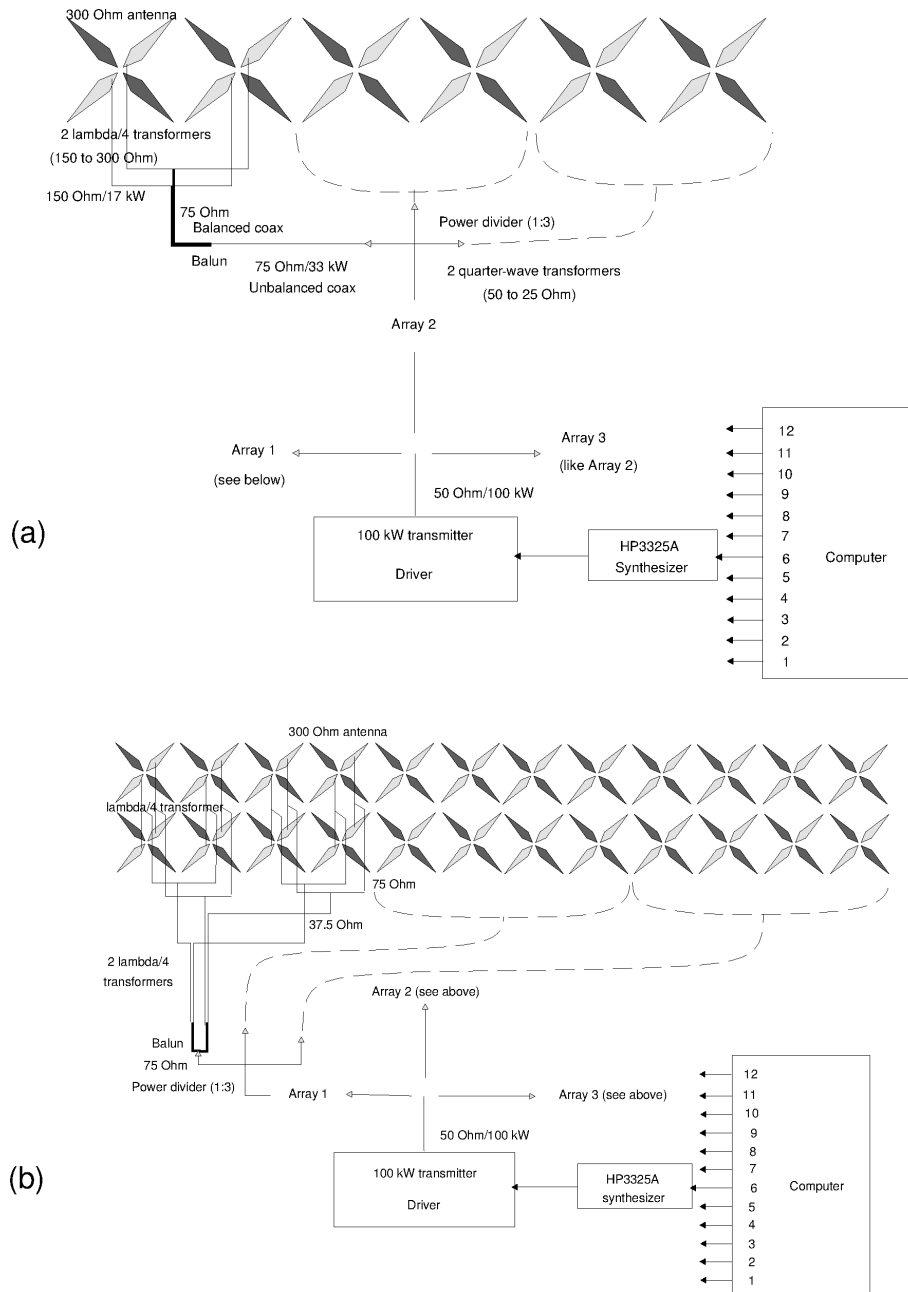 300 Ohm antenna
2 lambda/4 transformers
(150 to 300 Ohm)
150 Ohm/17 kW
75 Ohm
Balanced coax
Balun
75 Ohm/33 kW
Unbalanced coax
Power divider (1:3)
2 quarter-wave transformers
(50 to 25 Ohm)
Array 2
Array 1
(see below)
Array 3
(like Array 2)
50 Ohm/100 kW
(a)
100 kW transmitter
Driver
HP3325A
Synthesizer
12
11
10
9
8
7
6
5
4
3
2
1
Computer
300 Ohm antenna
lambda/4 transformer
75 Ohm
37.5 Ohm
2 lambda/4
transformers
Array 2 (see above)
Balun
75 Ohm
Power divider (1:3)
Array 1
Array 3 (see above)
50 Ohm/100 kW
(b)
100 kW transmitter
Driver
HP3325A
synthesizer
12
11
10
9
8
7
6
5
4
3
2
1
Computer